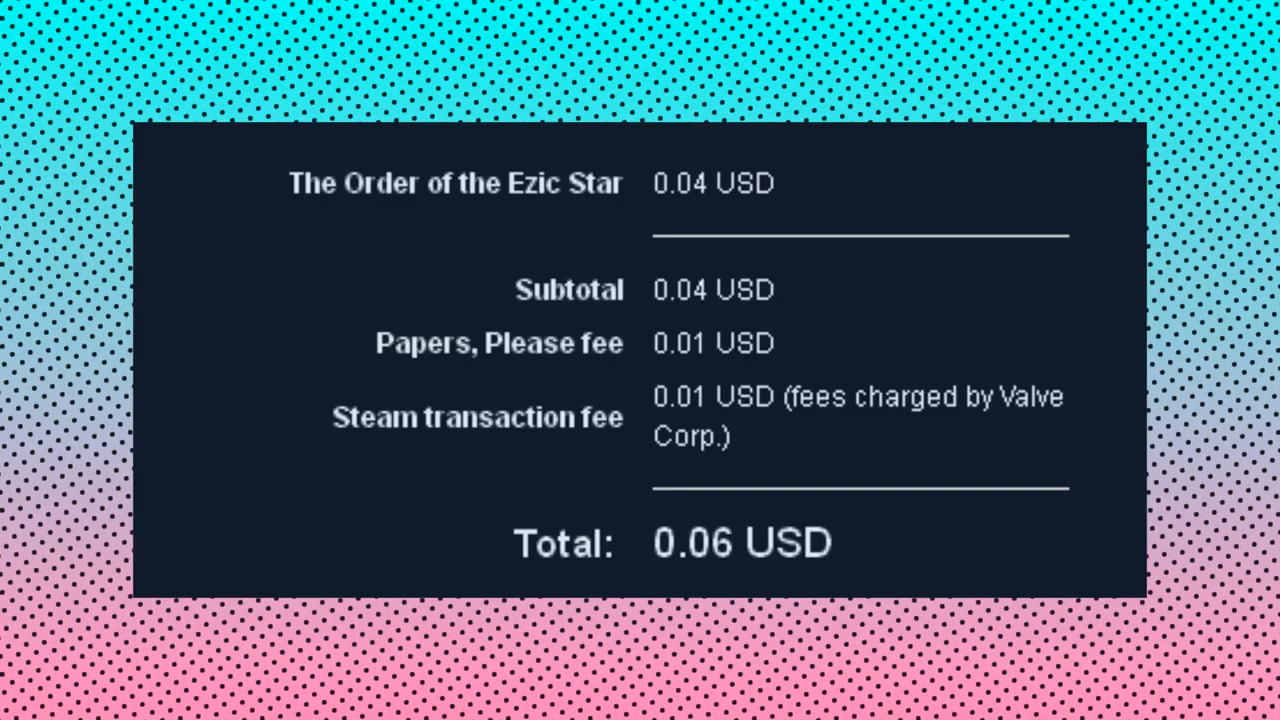 The Order of the Ezic Star 0.04 USD
Subtotal 0.04 USD
Papers, Please fee 0.01 USD
Steam transaction fee 0.01 USD (fees charged by Valve
Corp.)
Total: 0.06 USD